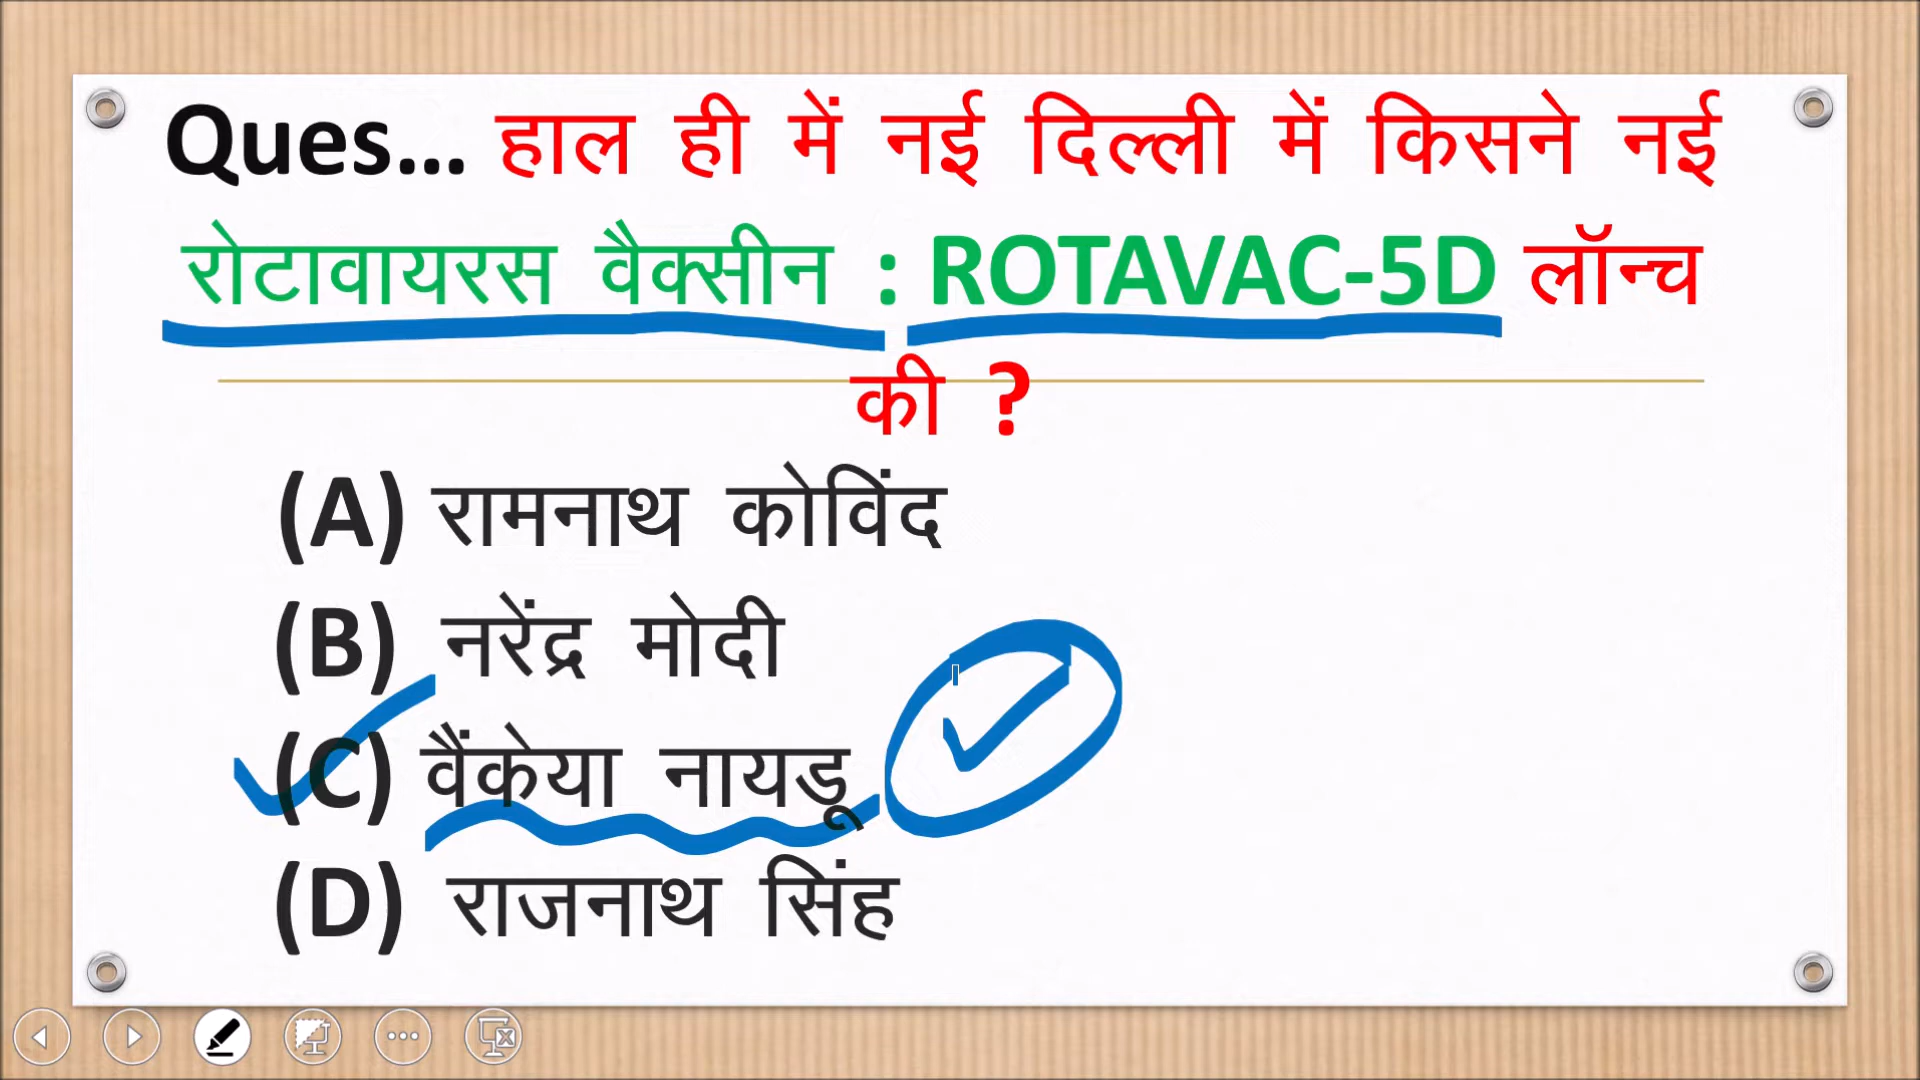 Ques... हाल ही में नई दिल्ली में किसने नई
रोटावायरस वैक्सीन : ROTAVAC-5D लॉन्च
की ?
(A) रामनाथ कोविंद
(B) नरेंद्र मोदी
(C) वैंकेया नायडू
(D) राजनाथ सिंह